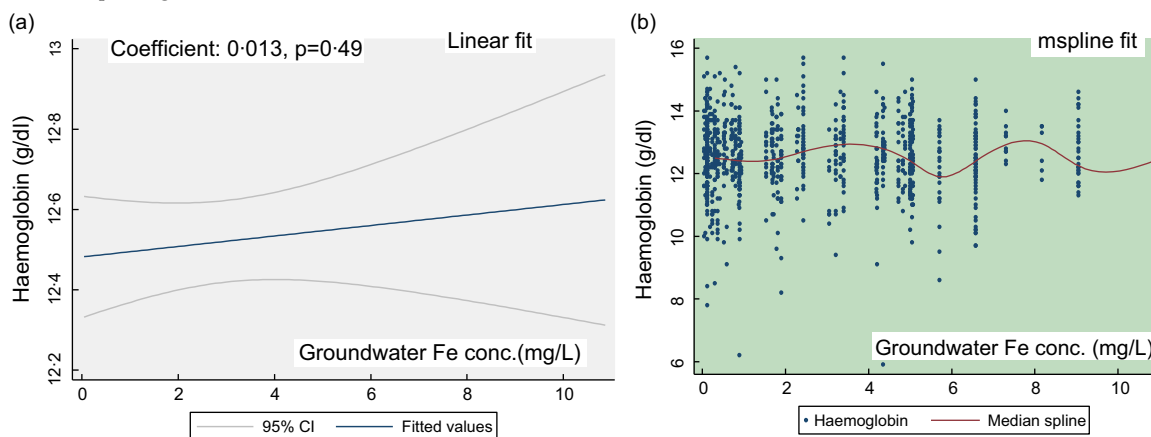 (a)
Coefficient: 0·013, p=0·49
Linear fit
Haemoglobin (g/dl)
13
12·8
12·6
12·4
12·2
Groundwater Fe conc.(mg/L)
0 2 4 6 8 10
95% CI Fitted values
(b)
mspline fit
Haemoglobin (g/dl)
16
14
12
10
8
6
Groundwater Fe conc. (mg/L)
0 2 4 6 8 10
Haemoglobin Median spline